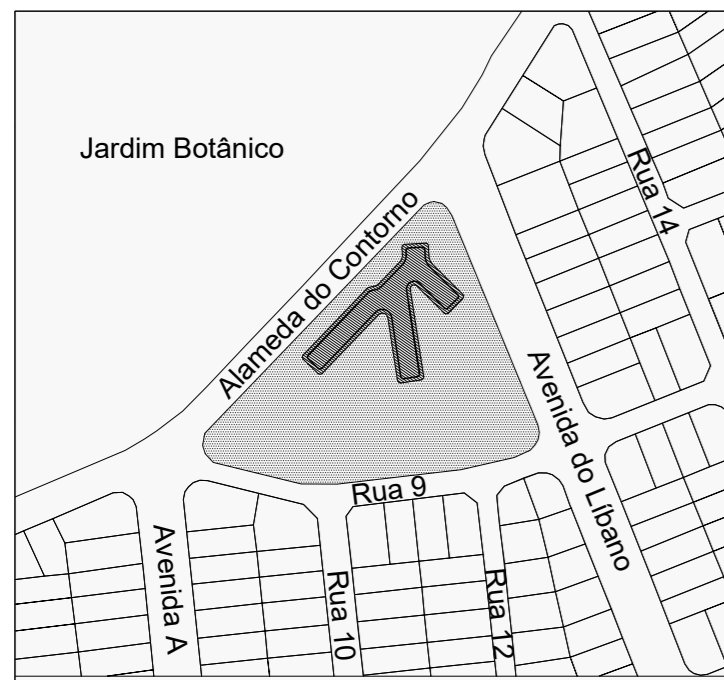 Jardim Botânico
Rua 14
Alameda do Contorno
Avenida do Líbano
Rua 9
Avenida A
Rua 10
Rua 12